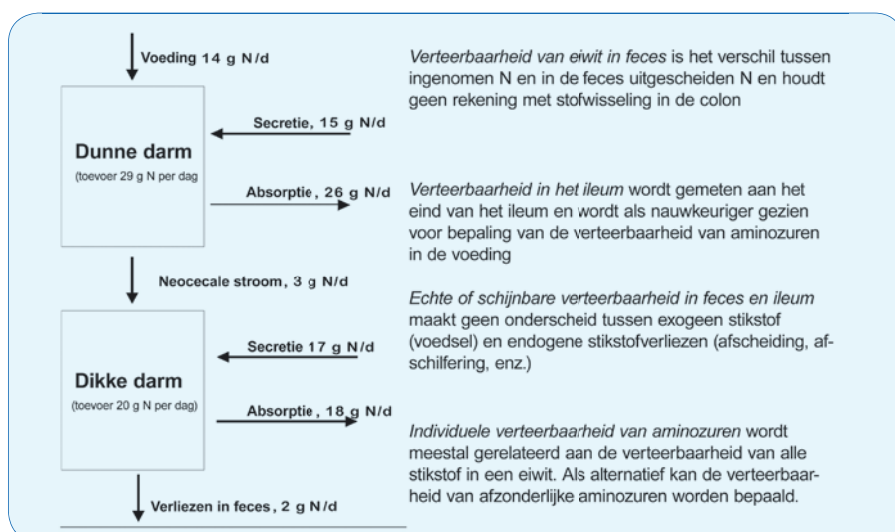 Voeding 14 g N/d
Secretie, 15 g N/d
Dunne darm
(toevoer 29 g N per dag
Absorptie , 26 g N/d
Neocecale stroom, 3 g N/d
Secretie 17 g N/d
Dikke darm
(toevoer 20 g N per dag)
Absorptie , 18 g N/d
Verliezen in feces, 2 g N/d
Verteerbaarheid van eiwit in feces is het verschil tussen
ingenomen N en in de feces uitgescheiden N en houdt
geen rekening met stofwisseling in de colon
Verteerbaarheid in het ileum wordt gemeten aan het
eind van het ileum en wordt als nauwkeuriger gezien
voor bepaling van de verteerbaarheid van aminozuren
in de voeding
Echte of schijnbare verteerbaarheid in feces en ileum
maakt geen onderscheid tussen exogeen stikstof
(voedsel) en endogene stikstofverliezen (afscheiding, af-
schilfering, enz.)
Individuele verteerbaarheid van aminozuren wordt
meestal gerelateerd aan de verteerbaarheid van alle
stikstof in een eiwit. Als alternatief kan de verteerbaar-
heid van afzonderlijke aminozuren worden bepaald.